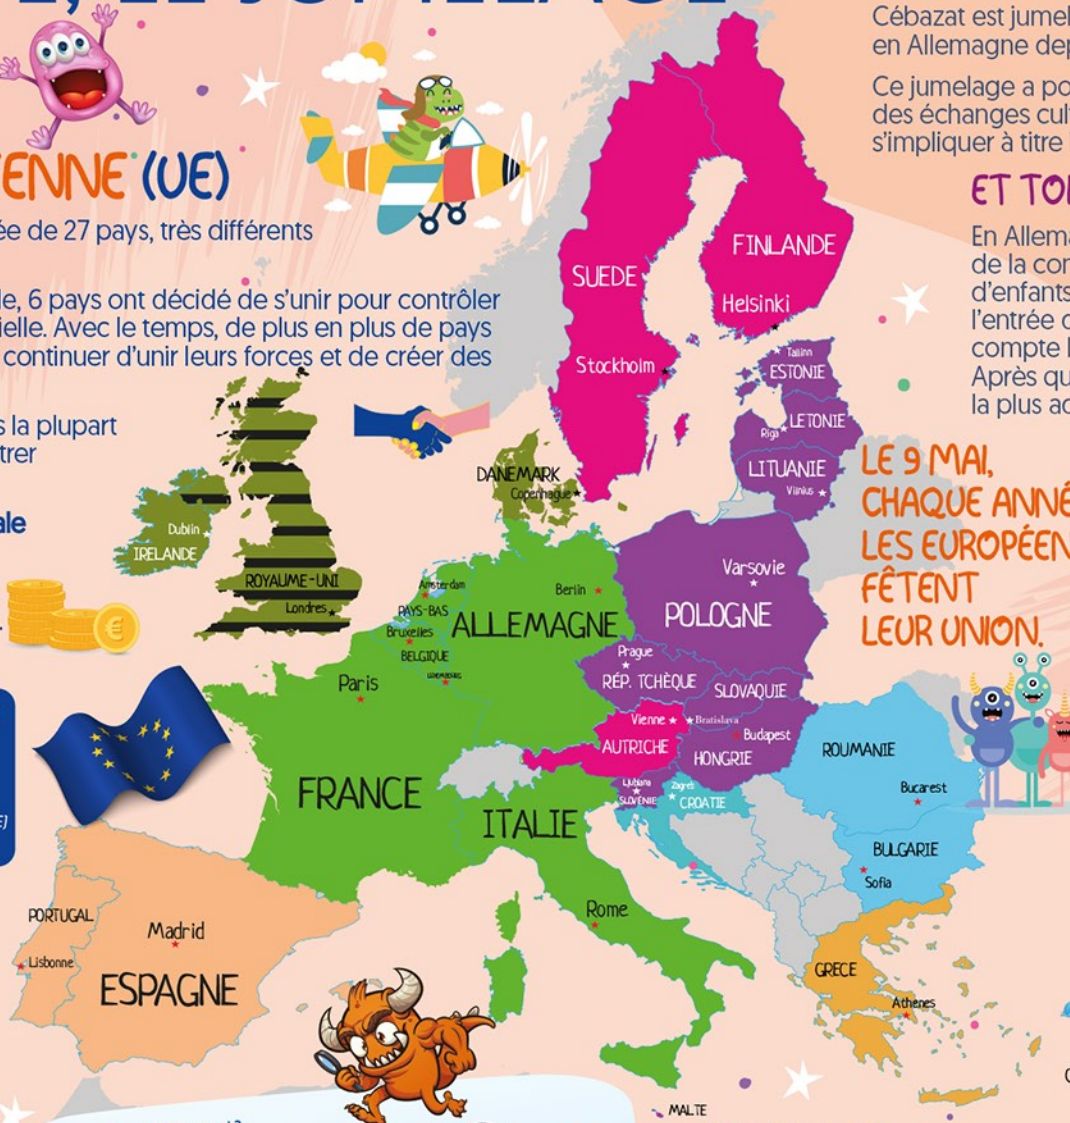 ENNE (UE)
ée de 27 pays, très différents
le, 6 pays ont décidé de s'unir pour contrôler
ielle. Avec le temps, de plus en plus de pays
continuer d'unir leurs forces et de créer des
s la plupart
trer
ale
Cébazat est jumel
en Allemagne dep
Ce jumelage a po
des échanges cult
s'impliquer à titre
ET TO
En Allema
de la co
d'enfants
l'entrée d
compte l
Après qu
la plus ac
LE 9 MAI,
CHAQUE ANNÉ
LES EUROPÉEN
FÊTENT
LEUR UNION.
FINLANDE
SUEDE
Helsinki
Stockholm
Tallinn
ESTONIE
LETONIE
Riga
LITUANIE
Vilnius
DANEMARK
Copenhague
Dublin
IRELANDE
ROYAUME-UNI
Londres
Amsterdam
PAYS-BAS
Bruxelles
BELGIQUE
LUXEMBOURG
Berlin
ALLEMAGNE
Varsovie
POLOGNE
Prague
RÉP. TCHÈQUE
SLOVAQUIE
Paris
Vienne
Bratislava
AUTRICHE
Budapest
HONGRIE
ROUMANIE
FRANCE
Ljubiana
SLOVENIE
Zagreb
CROATIE
Bucarest
ITALIE
BULGARIE
Sofia
PORTUGAL
Madrid
Rome
Lisbonne
ESPAGNE
GRECE
Athenes
MALTE